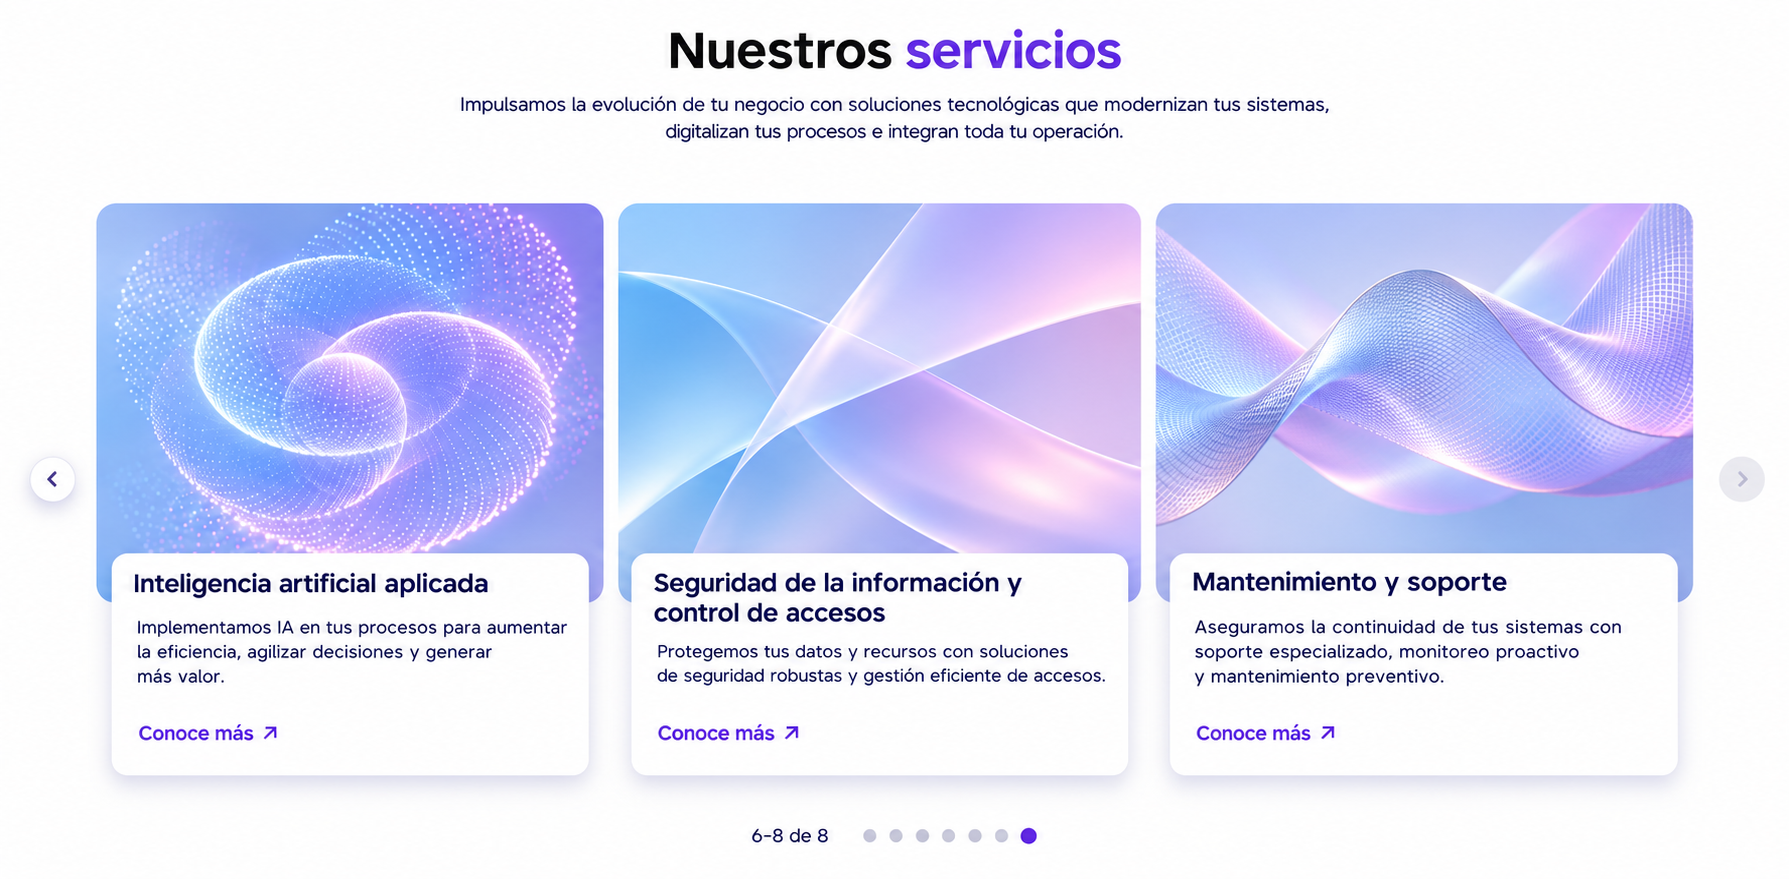 Nuestros servicios
Impulsamos la evolución de tu negocio con soluciones tecnológicas que modernizan tus sistemas,
digitalizan tus procesos e integran toda tu operación.
Inteligencia artificial aplicada
Implementamos IA en tus procesos para aumentar
la eficiencia, agilizar decisiones y generar
más valor.
Conoce más
Seguridad de la información y
control de accesos
Protegemos tus datos y recursos con soluciones
de seguridad robustas y gestión eficiente de accesos.
Conoce más
Mantenimiento y soporte
Aseguramos la continuidad de tus sistemas con
soporte especializado, monitoreo proactivo
y mantenimiento preventivo.
Conoce más
6-8 de 8